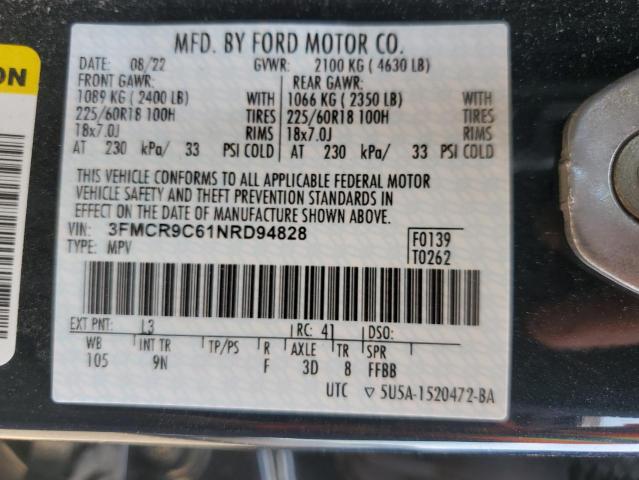 ON
MFD. BY FORD MOTOR CO.
DATE: 08/22 GVWR: 2100 KG ( 4630 LB)
FRONT GAWR: REAR GAWR:
1089 KG ( 2400 LB) WITH 1066 KG ( 2350 LB) WITH
225/60R18 100H TIRES 225/60R18 100H TIRES
18x7.0J RIMS 18x7.0J RIMS
AT 230 kPa/ 33 PSI COLD AT 230 kPa/ 33 PSI COLD
THIS VEHICLE CONFORMS TO ALL APPLICABLE FEDERAL MOTOR
VEHICLE SAFETY AND THEFT PREVENTION STANDARDS IN
EFFECT ON THE DATE OF MANUFACTURE SHOWN ABOVE.
VIN: 3FMCR9C61NRD94828
TYPE: MPV
F0139
T0262
EXT PNT: L3 RC: 41 DSO:
WB INT TR TP/PS R AXLE TR SPR
105 9N F 3D 8 FFBB
UTC ▽ 5U5A-1520472-BA